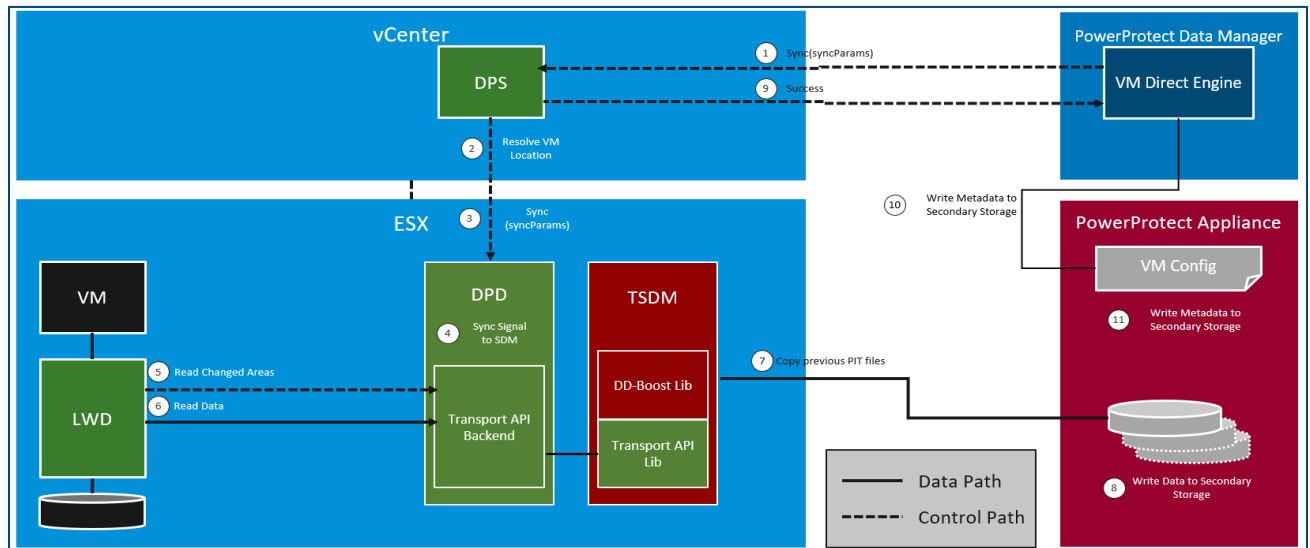 vCenter
PowerProtect Data Manager
DPS
VM Direct Engine
1 Sync(syncParams)
9 Success
2 Resolve VM
Location
3 Sync
(syncParams)
10 Write Metadata to
Secondary Storage
ESX
PowerProtect Appliance
VM Config
11 Write Metadata to
Secondary Storage
VM
LWD
DPD
4 Sync Signal
to SDM
TSDM
5 Read Changed Areas
6 Read Data
Transport API
Backend
DD-Boost Lib
Transport API
Lib
7 Copy previous PIT files
8 Write Data to Secondary
Storage
Data Path
Control Path